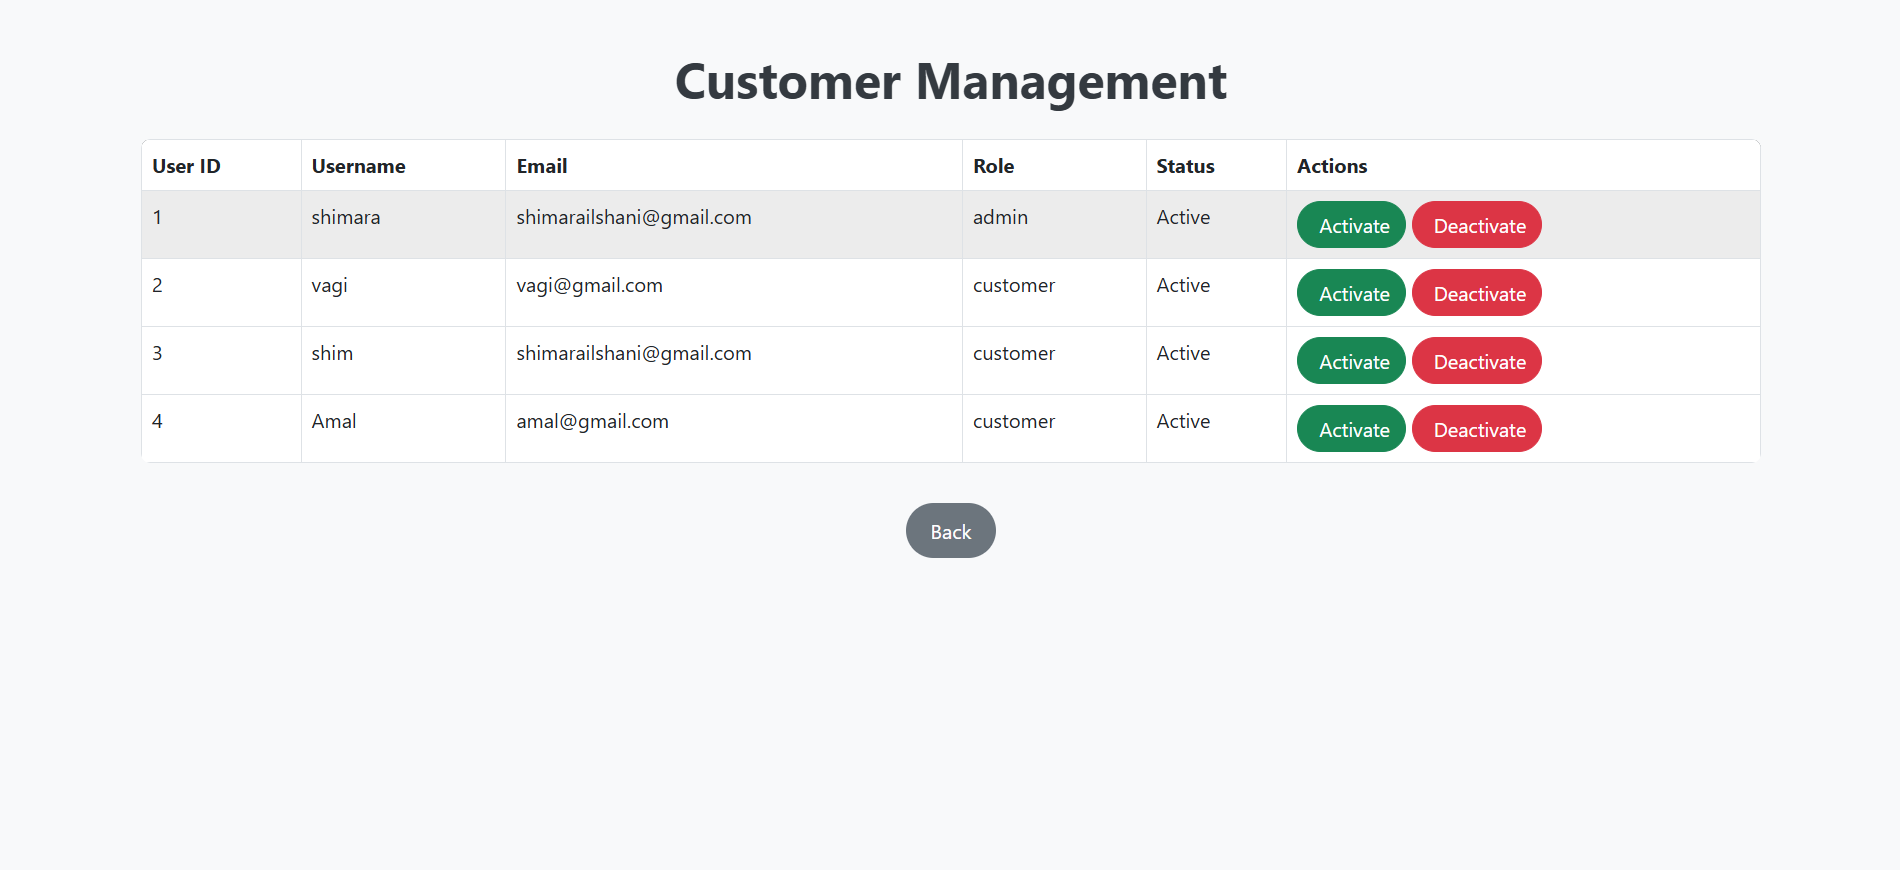 Customer Management
User ID Username Email Role Status Actions
1 shimara shimarailshani@gmail.com admin Active Activate Deactivate
2 vagi vagi@gmail.com customer Active Activate Deactivate
3 shim shimarailshani@gmail.com customer Active Activate Deactivate
4 Amal amal@gmail.com customer Active Activate Deactivate
Back